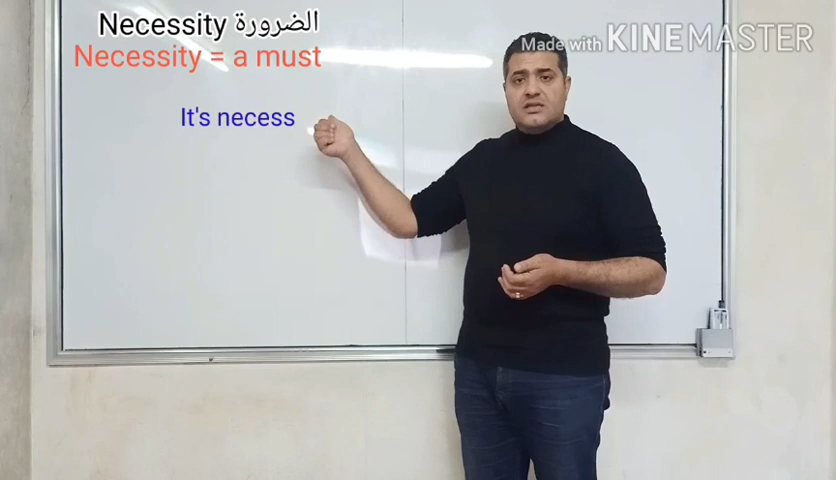 Necessity الضرورة
Necessity = a must
It's necess
Made with KINEMASTER